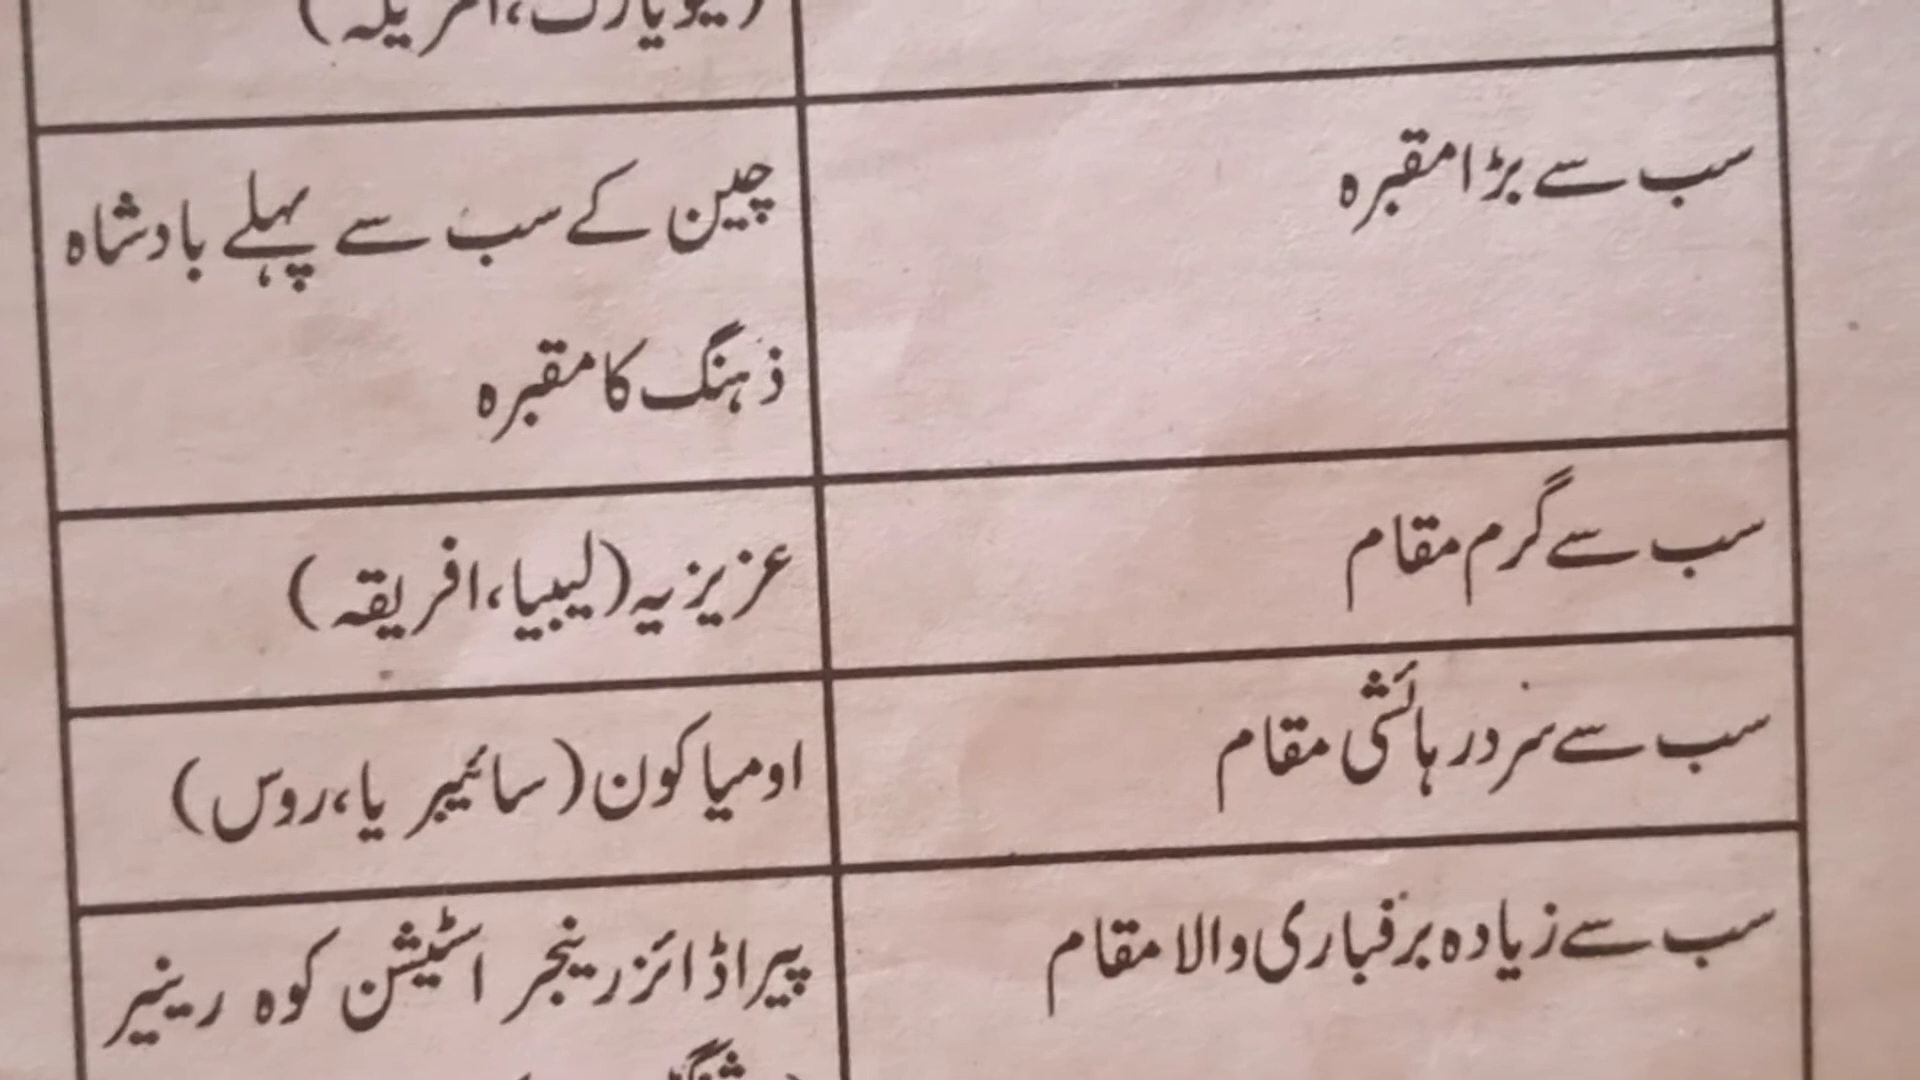 (نیویارک، امریکہ)
سب سے بڑا مقبرہ
چین کے سب سے پہلے بادشاہ
ذہنگ کا مقبرہ
سب سے گرم مقام
عزیزیہ (لیبیا، افریقہ)
سب سے سرد رہائشی مقام
اومیاکون (سائیبریا، روس)
سب سے زیادہ برفباری والا مقام
پیراڈائز رینجر اسٹیشن کوہ رینیر